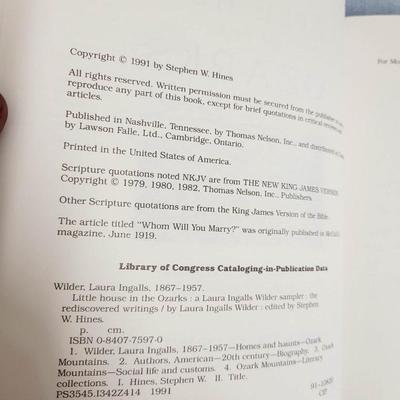 Copyright © 1991 by Stephen W. Hines
All rights reserved. Written permission must be secured from the publisher to
reproduce any part of this book, except for brief quotations in critical
articles.
Published in Nashville, Tennessee, by Thomas Nelson, Inc., and distributed in
by Lawson Falle, Ltd., Cambridge, Ontario.
Printed in the United States of America.
Scripture quotations noted NKJV are from THE NEW KING JAMES VERSION.
Copyright © 1979, 1980, 1982, Thomas Nelson, Inc., Publishers.
Other Scripture quotations are from the King James Version of the Bible.
The article titled "Whom Will You Marry?" was originally published in
magazine, June 1919.
Library of Congress Cataloging-in-Publication Data
Wilder, Laura Ingalls, 1867–1957.
Little house in the Ozarks : a Laura Ingalls Wilder sampler : the
rediscovered writings / by Laura Ingalls Wilder : edited by Stephen
W. Hines.
p. cm.
ISBN 0-8407-7597-0
1. Wilder, Laura Ingalls, 1867–1957—Homes and haunts—Ozark
Mountains. 2. Authors, American—20th century—Biography. 3. Ozark
Mountains—Social life and customs. 4. Ozark Mountains—Literary
collections. I. Hines, Stephen W. II. Title.
PS3545.I342Z414 1991
CIP
For